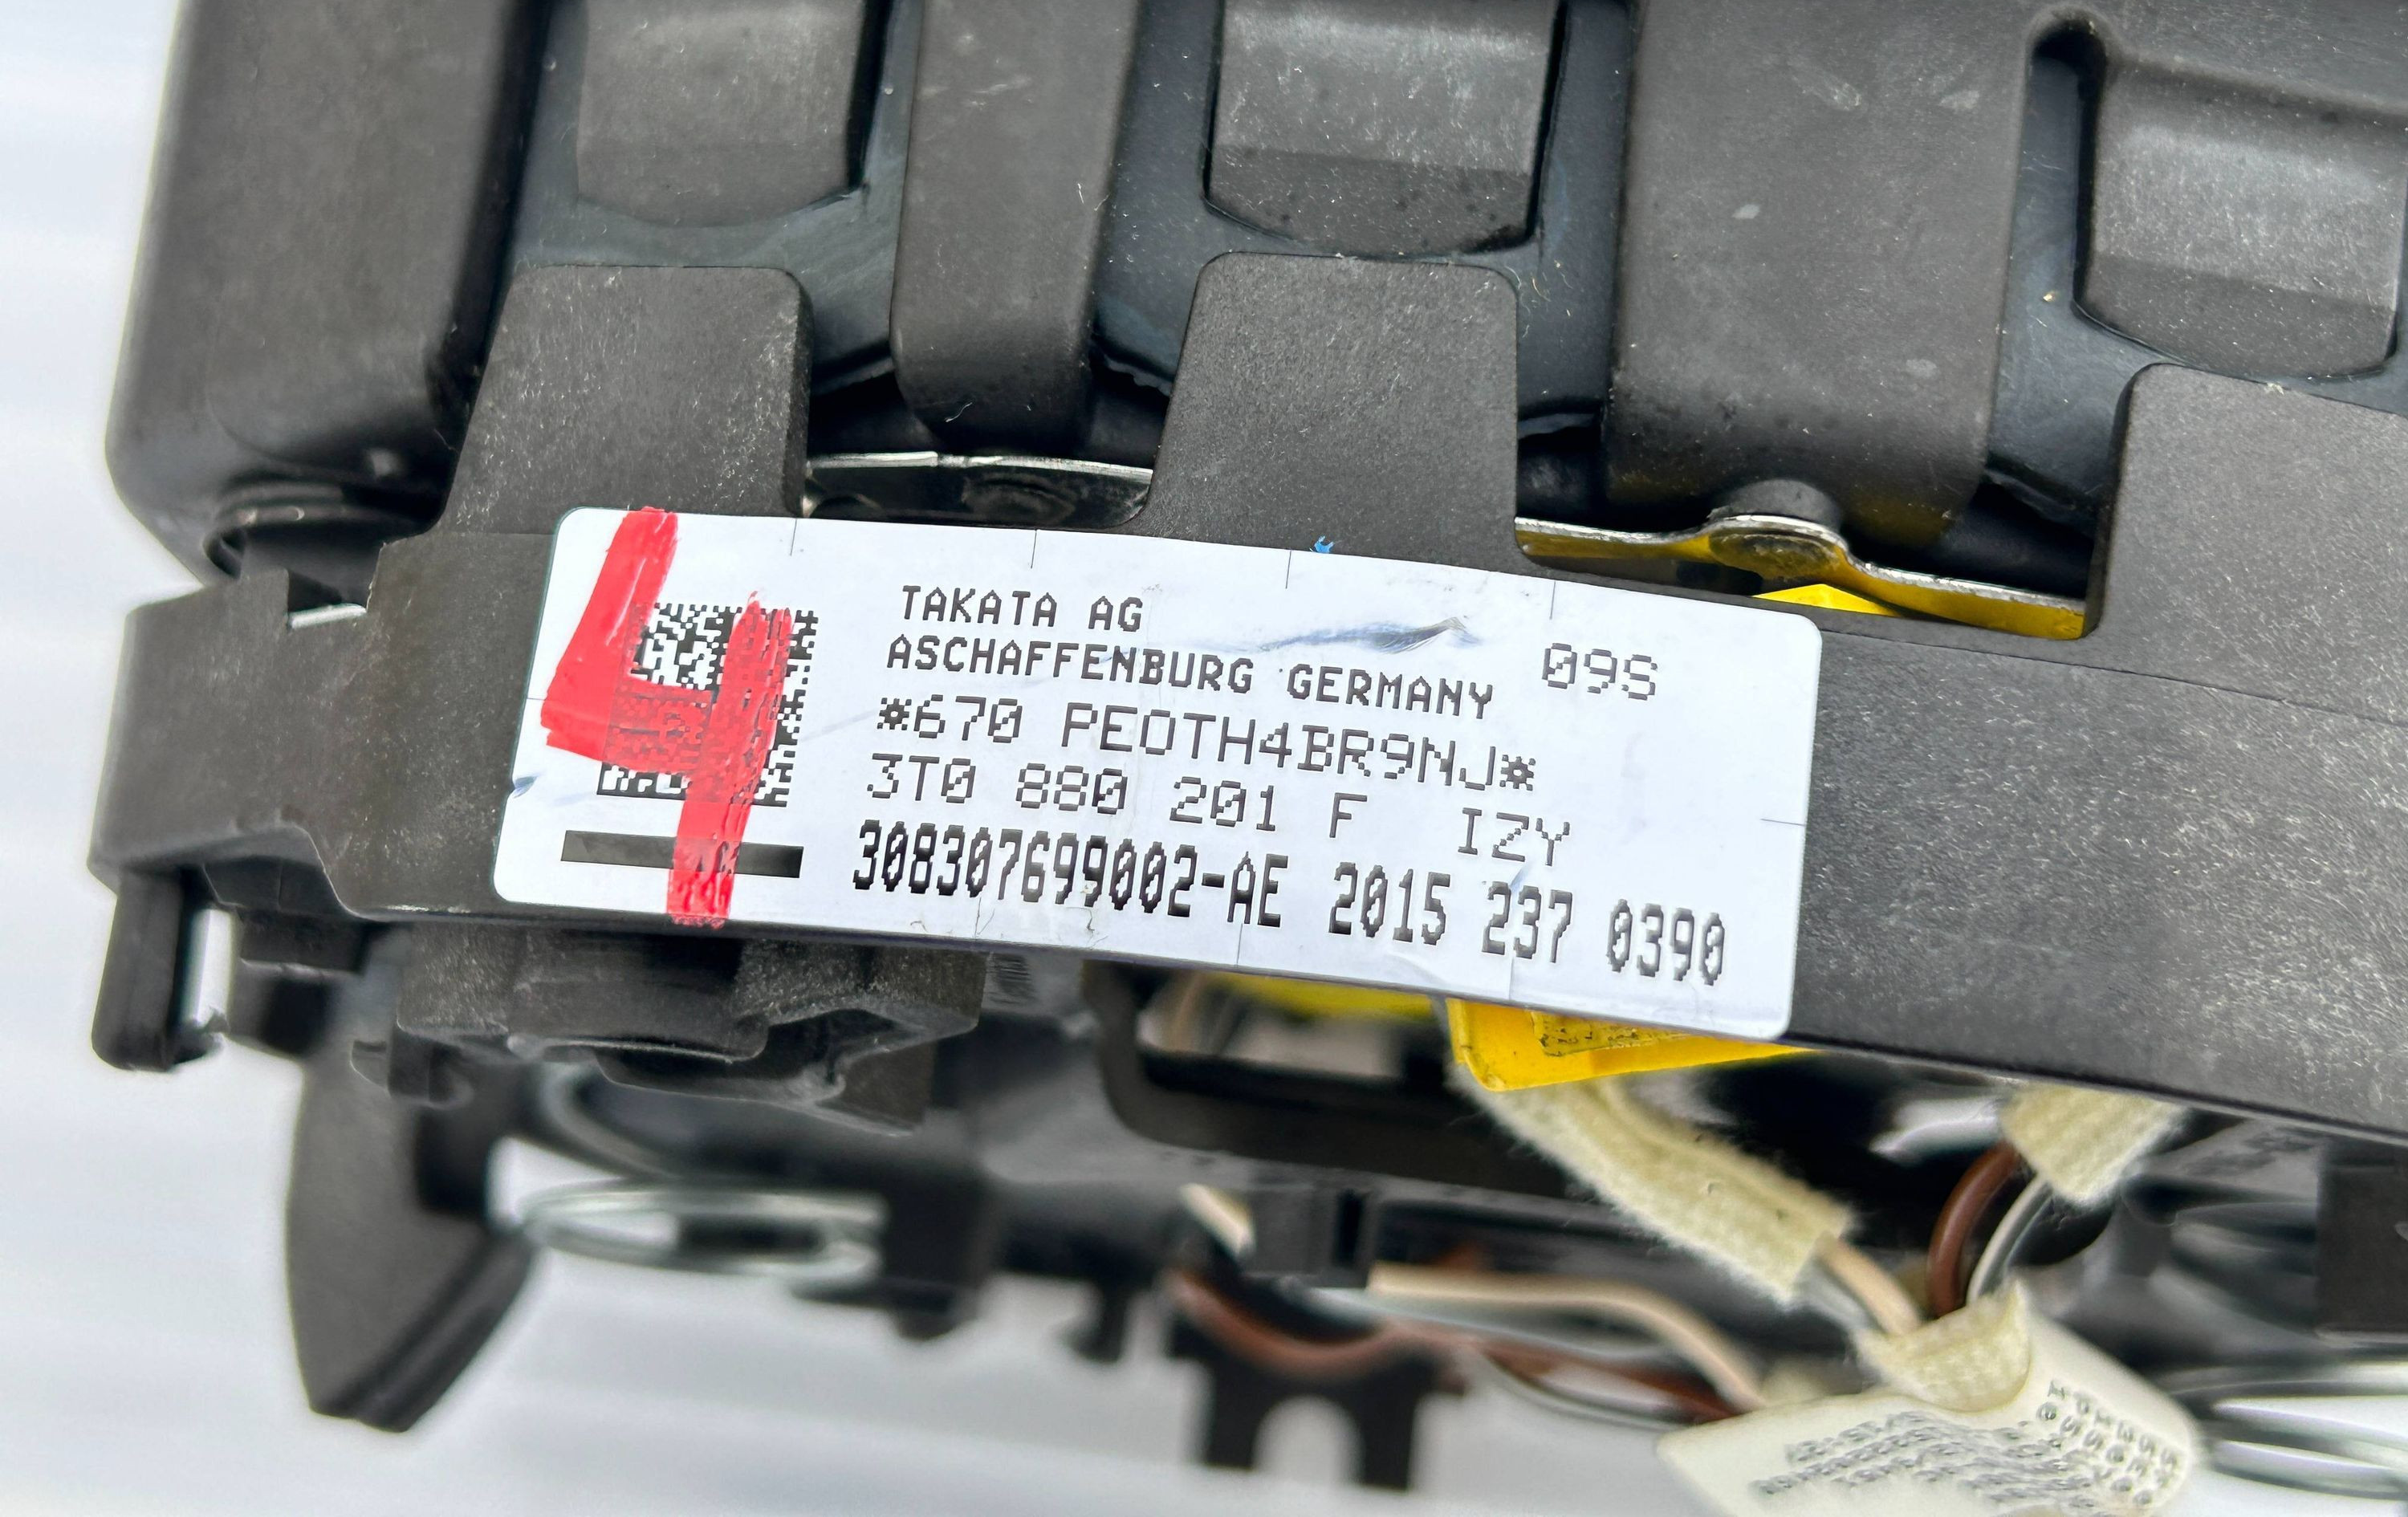 4
TAKATA AG
ASCHAFFENBURG GERMANY 09S
*670 PEOTH4BR9NJ*
3T0 880 201 F IZY
308307699002-AE 2015 237 0390